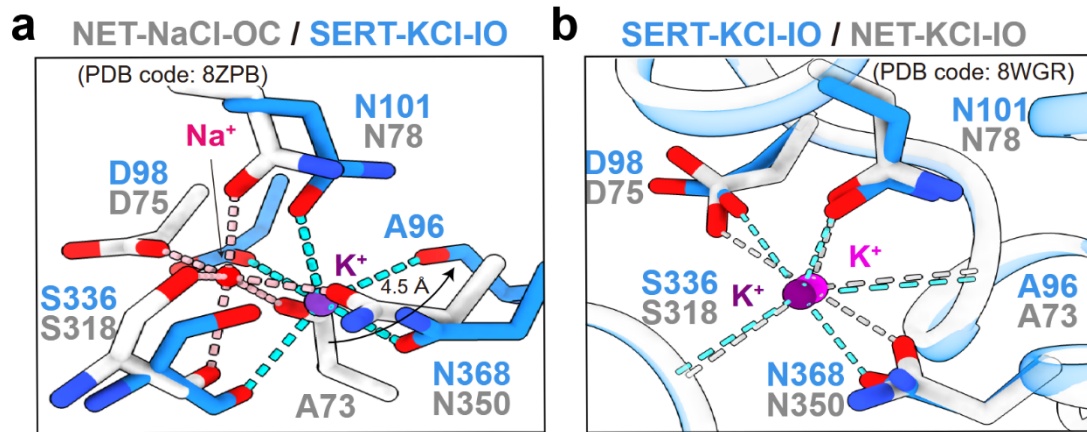 a NET-NaCl-OC / SERT-KCl-IO
(PDB code: 8ZPB)
N101
N78
Na⁺
D98
D75
A96
K⁺
4.5 Å
S336
S318
N368
N350
A73
b SERT-KCl-IO / NET-KCl-IO
(PDB code: 8WGR)
N101
N78
D98
D75
K⁺
K⁺
S336
S318
A96
A73
N368
N350